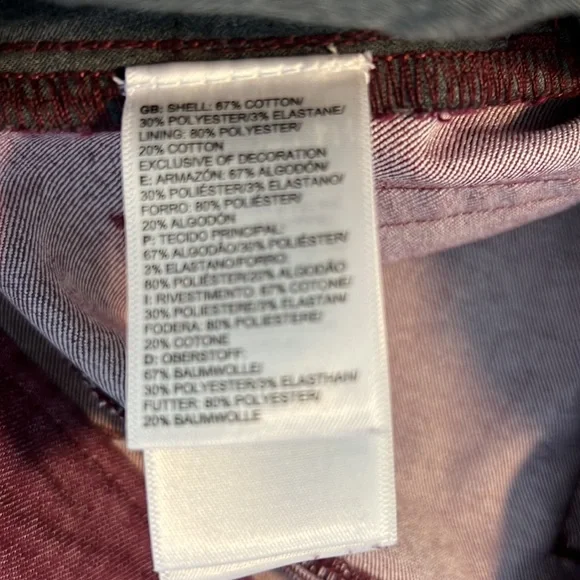 GB: SHELL: 67% COTTON/
30% POLYESTER/3% ELASTANE/
LINING: 80% POLYESTER/
20% COTTON
EXCLUSIVE OF DECORATION
E: ARMAZÓN: 67% ALGODÓN/
30% POLIÉSTER/3% ELASTANO/
FORRO: 80% POLIÉSTER/
20% ALGODÓN
P: TECIDO PRINCIPAL:
67% ALGODÃO/30% POLIÉSTER/
3% ELASTANO/FORRO:
80% POLIÉSTER/20% ALGODÃO
I: RIVESTIMENTO: 67% COTONE/
30% POLIESTERE/3% ELASTAN/
FODERA: 80% POLIESTERE/
20% COTONE
D: OBERSTOFF:
67% BAUMWOLLE/
30% POLYESTER/3% ELASTHAN/
FUTTER: 80% POLYESTER/
20% BAUMWOLLE